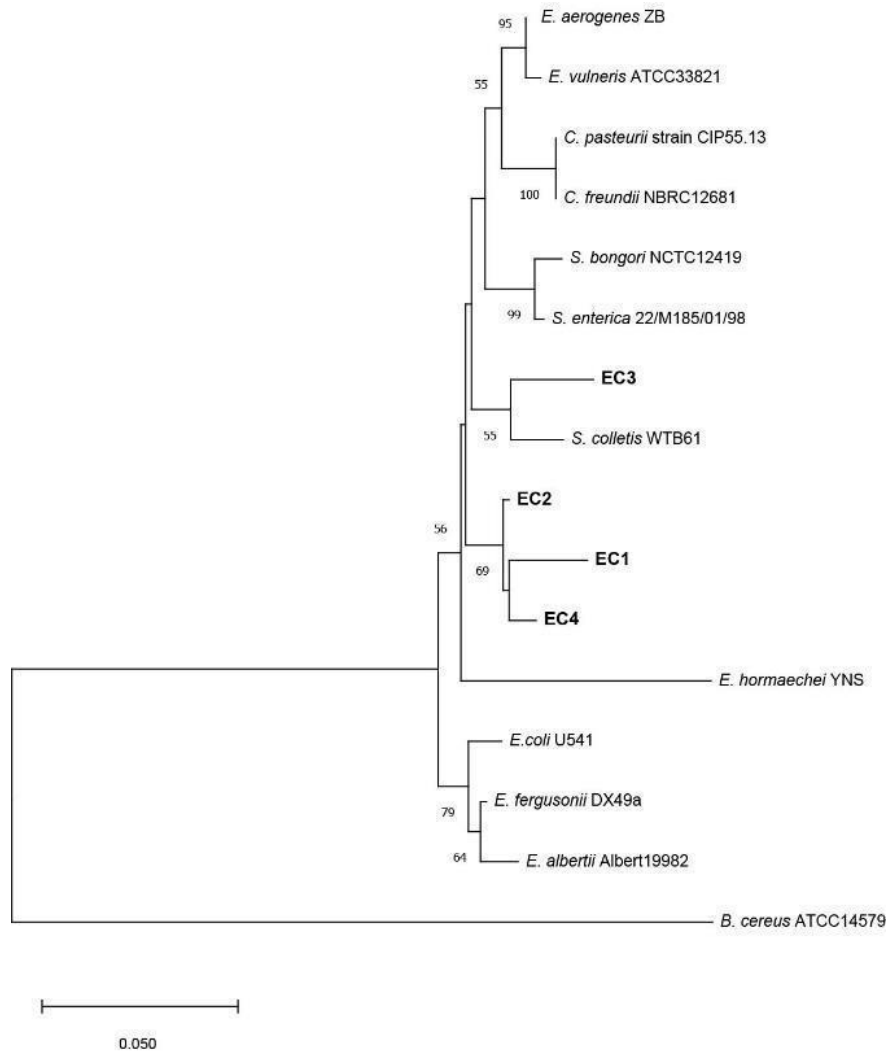 95
E. aerogenes ZB
E. vulneris ATCC33821
55
C. pasteurii strain CIP55.13
100
C. freundii NBRC12681
S. bongori NCTC12419
99
S. enterica 22/M185/01/98
EC3
55
S. colletis WTB61
EC2
56
EC1
69
EC4
E. hormaechei YNS
E.coli U541
E. fergusonii DX49a
79
64
E. albertii Albert19982
B. cereus ATCC14579
0.050